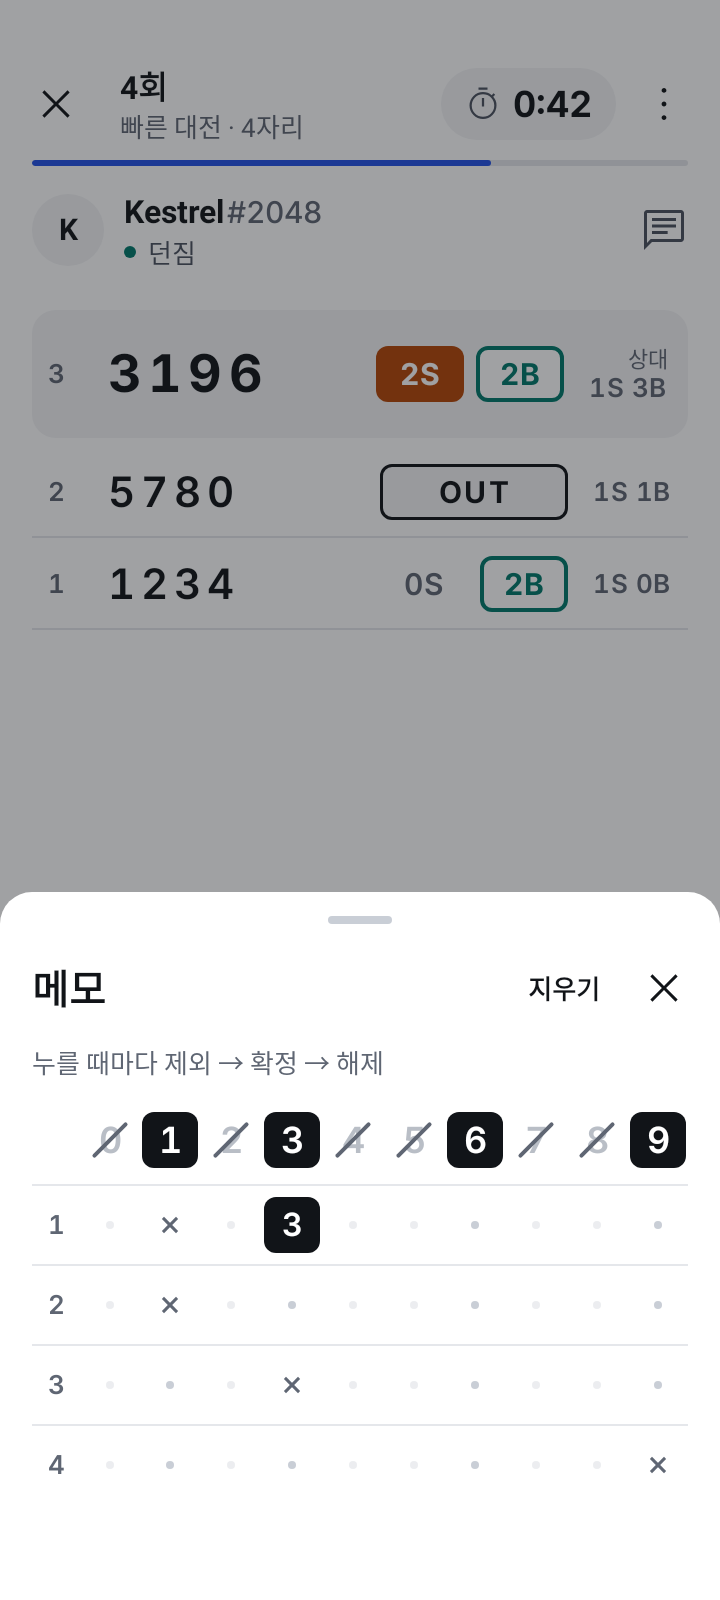 4회
빠른 대전 · 4자리
0:42
K
Kestrel#2048
던짐
3 3196 2S 2B 상대 1S 3B
2 5780 OUT 1S 1B
1 1234 0S 2B 1S 0B
메모
지우기
누를 때마다 제외 → 확정 → 해제
0 1 2 3 4 5 6 7 8 9
1 × 3
2 ×
3 ×
4 ×